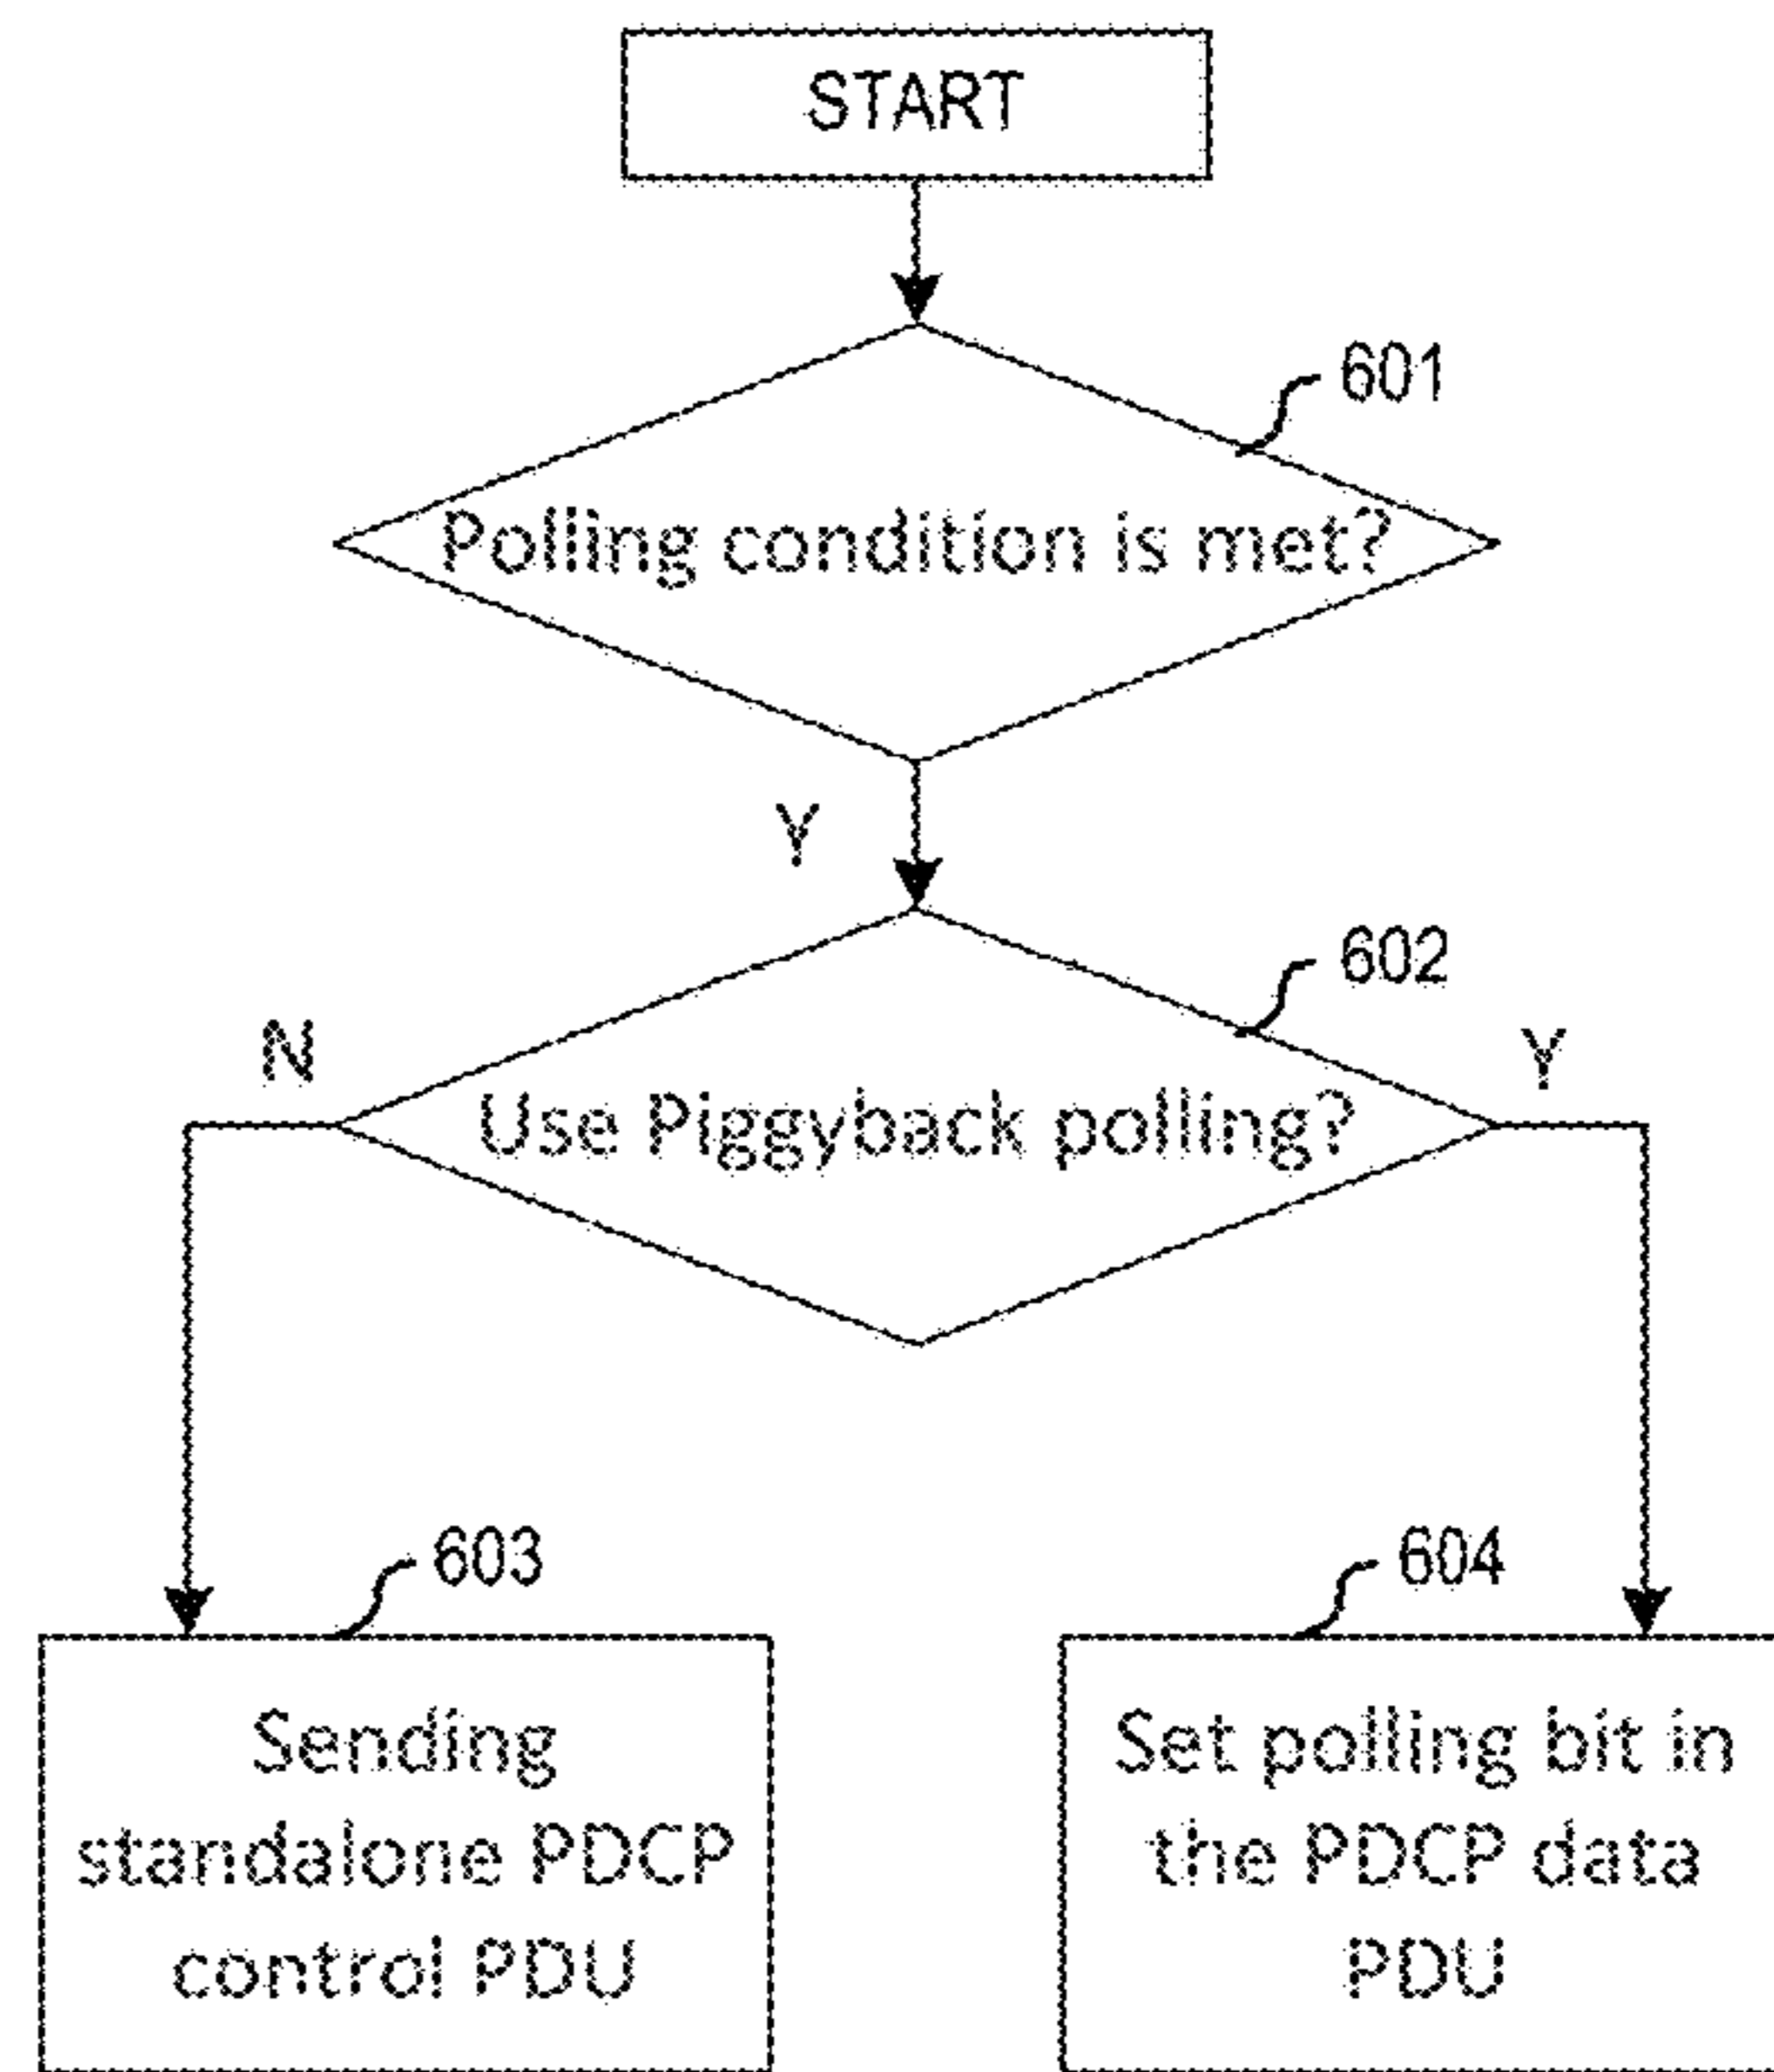 START
601
Polling condition is met?
Y
602
N
Y
Use Piggyback polling?
603
604
Sending
standalone PDCP
control PDU
Set polling bit in
the PDCP data
PDU